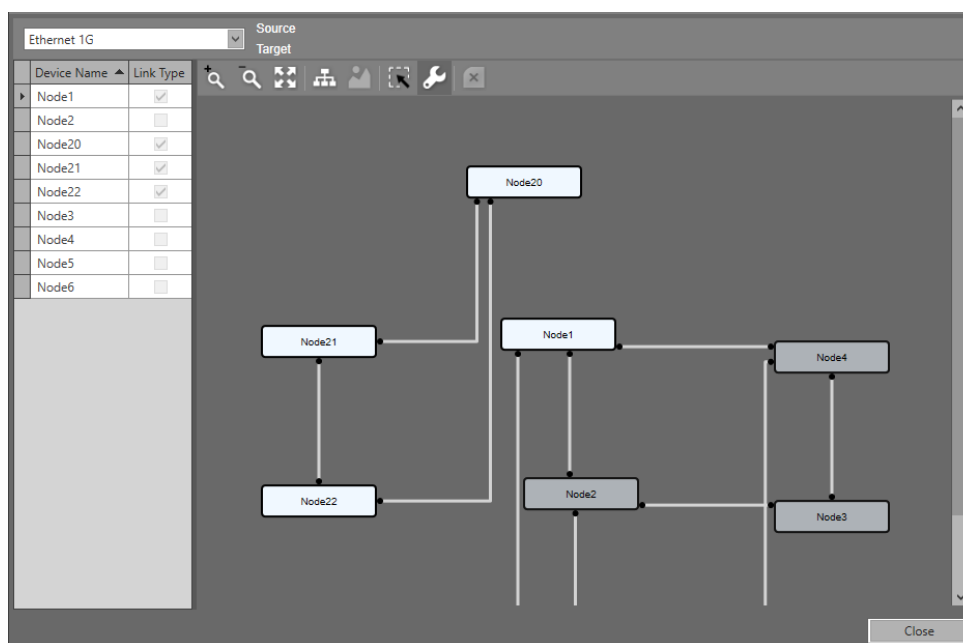 Ethernet 1G
Source
Target
Device Name Link Type
Node1
Node2
Node20
Node21
Node22
Node3
Node4
Node5
Node6
Node20
Node21
Node1
Node4
Node22
Node2
Node3
Close